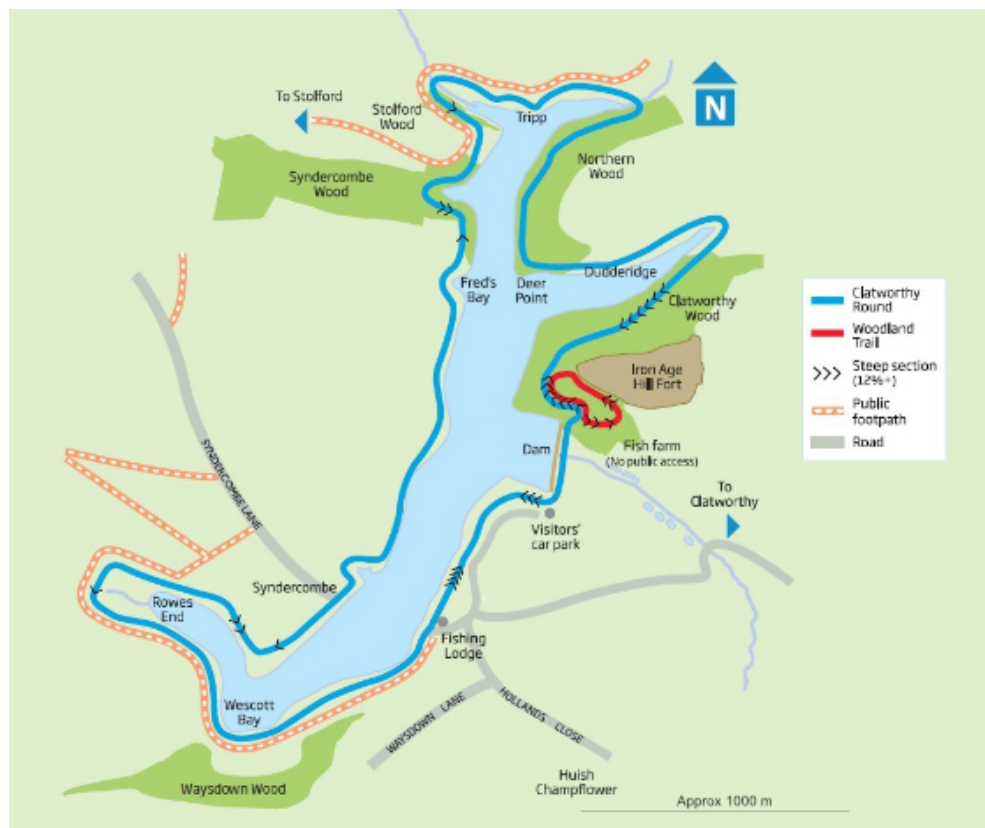 To Stolford
Stolford
Wood
Tripp
N
Northern
Wood
Syndercombe
Wood
Fred's
Bay
Deer
Point
Dudderidge
Clatworthy
Wood
Clatworthy
Round
Woodland
Trail
Steep section
(12%+)
Public
footpath
Road
Iron Age
Hill Fort
Dam
Fish farm
(No public access)
To
Clatworthy
SYNDERCOMBE LANE
Visitors'
car park
Syndercombe
Rowes
End
Fishing
Lodge
Wescott
Bay
WAYSDOWN LANE
HOLLANDS CLOSE
Waysdown Wood
Huish
Champflower
Approx 1000 m